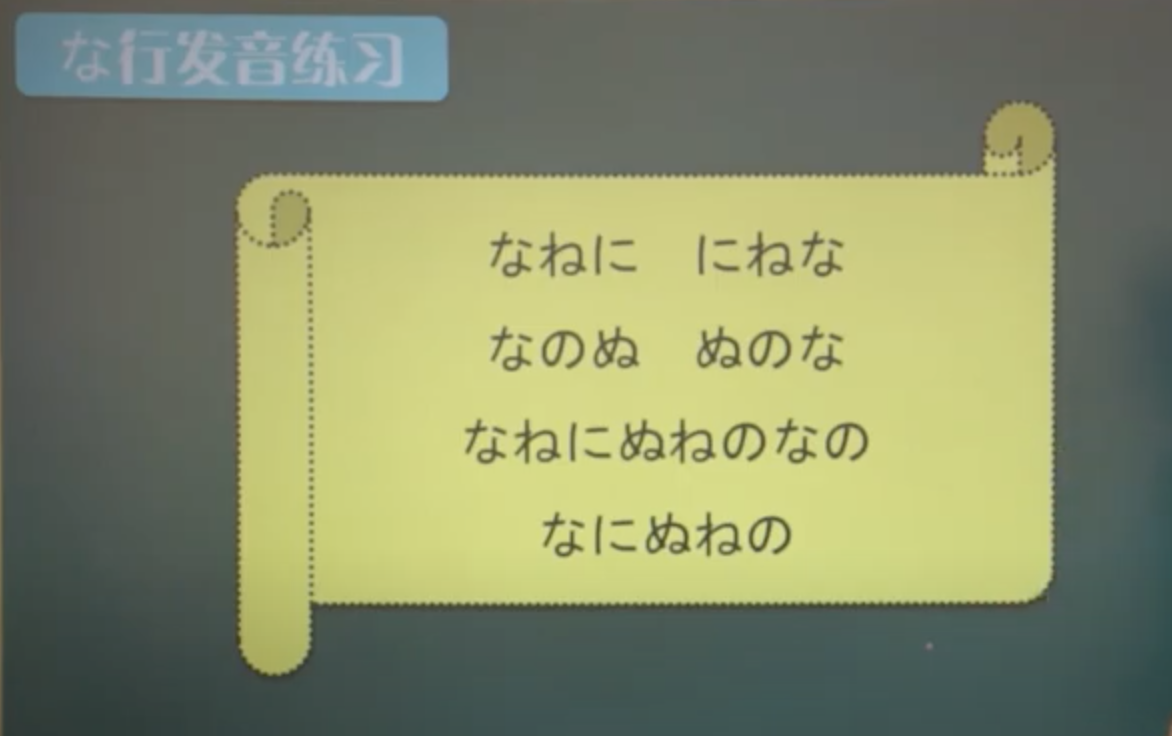 な行发音练习
なねに　にねな
なのぬ　ぬのな
なねにぬねのなの
なにぬねの